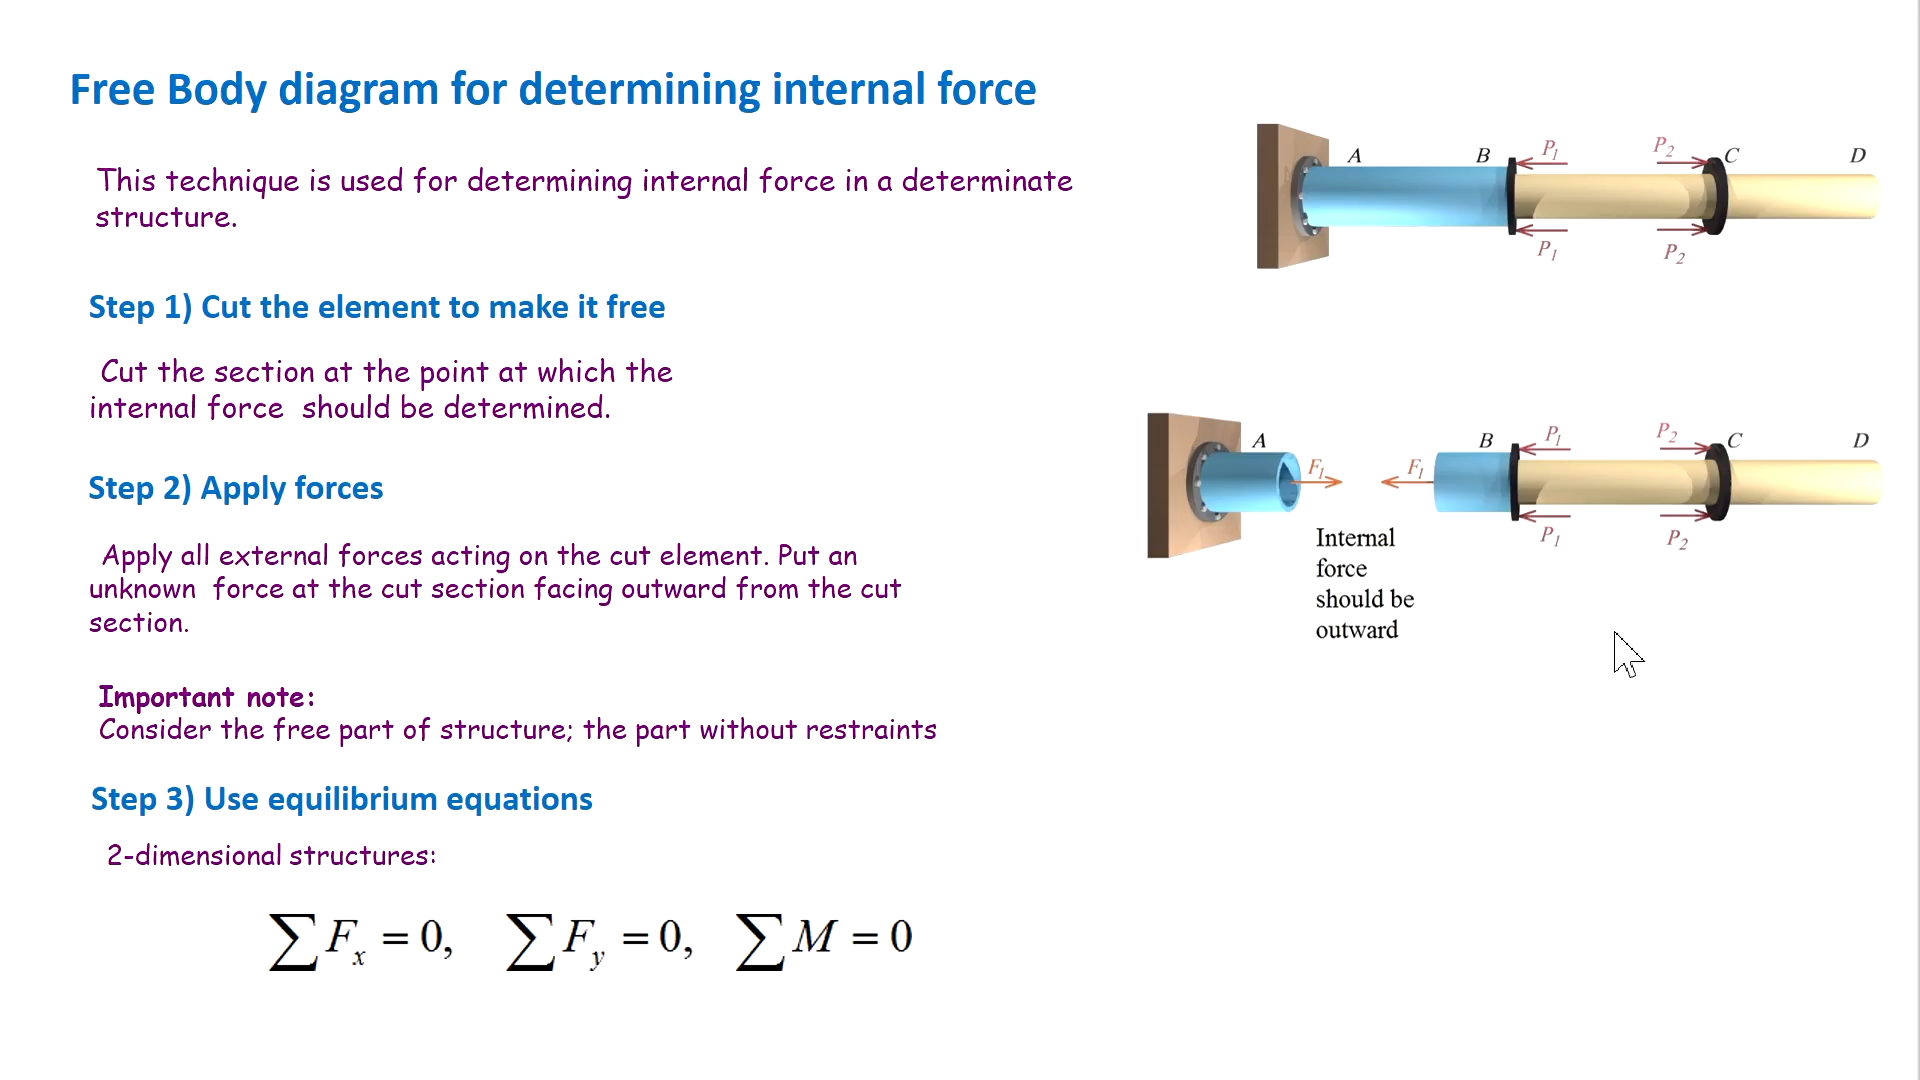 Free Body diagram for determining internal force
This technique is used for determining internal force in a determinate
structure.
Step 1) Cut the element to make it free
Cut the section at the point at which the
internal force should be determined.
Step 2) Apply forces
Apply all external forces acting on the cut element. Put an
unknown force at the cut section facing outward from the cut
section.
Important note:
Consider the free part of structure; the part without restraints
Step 3) Use equilibrium equations
2-dimensional structures:
∑Fx = 0, ∑Fy = 0, ∑M = 0
A B P1 P2 C D
P1 P2
A B P1 P2 C D
F1 F1
P1 P2
Internal
force
should be
outward